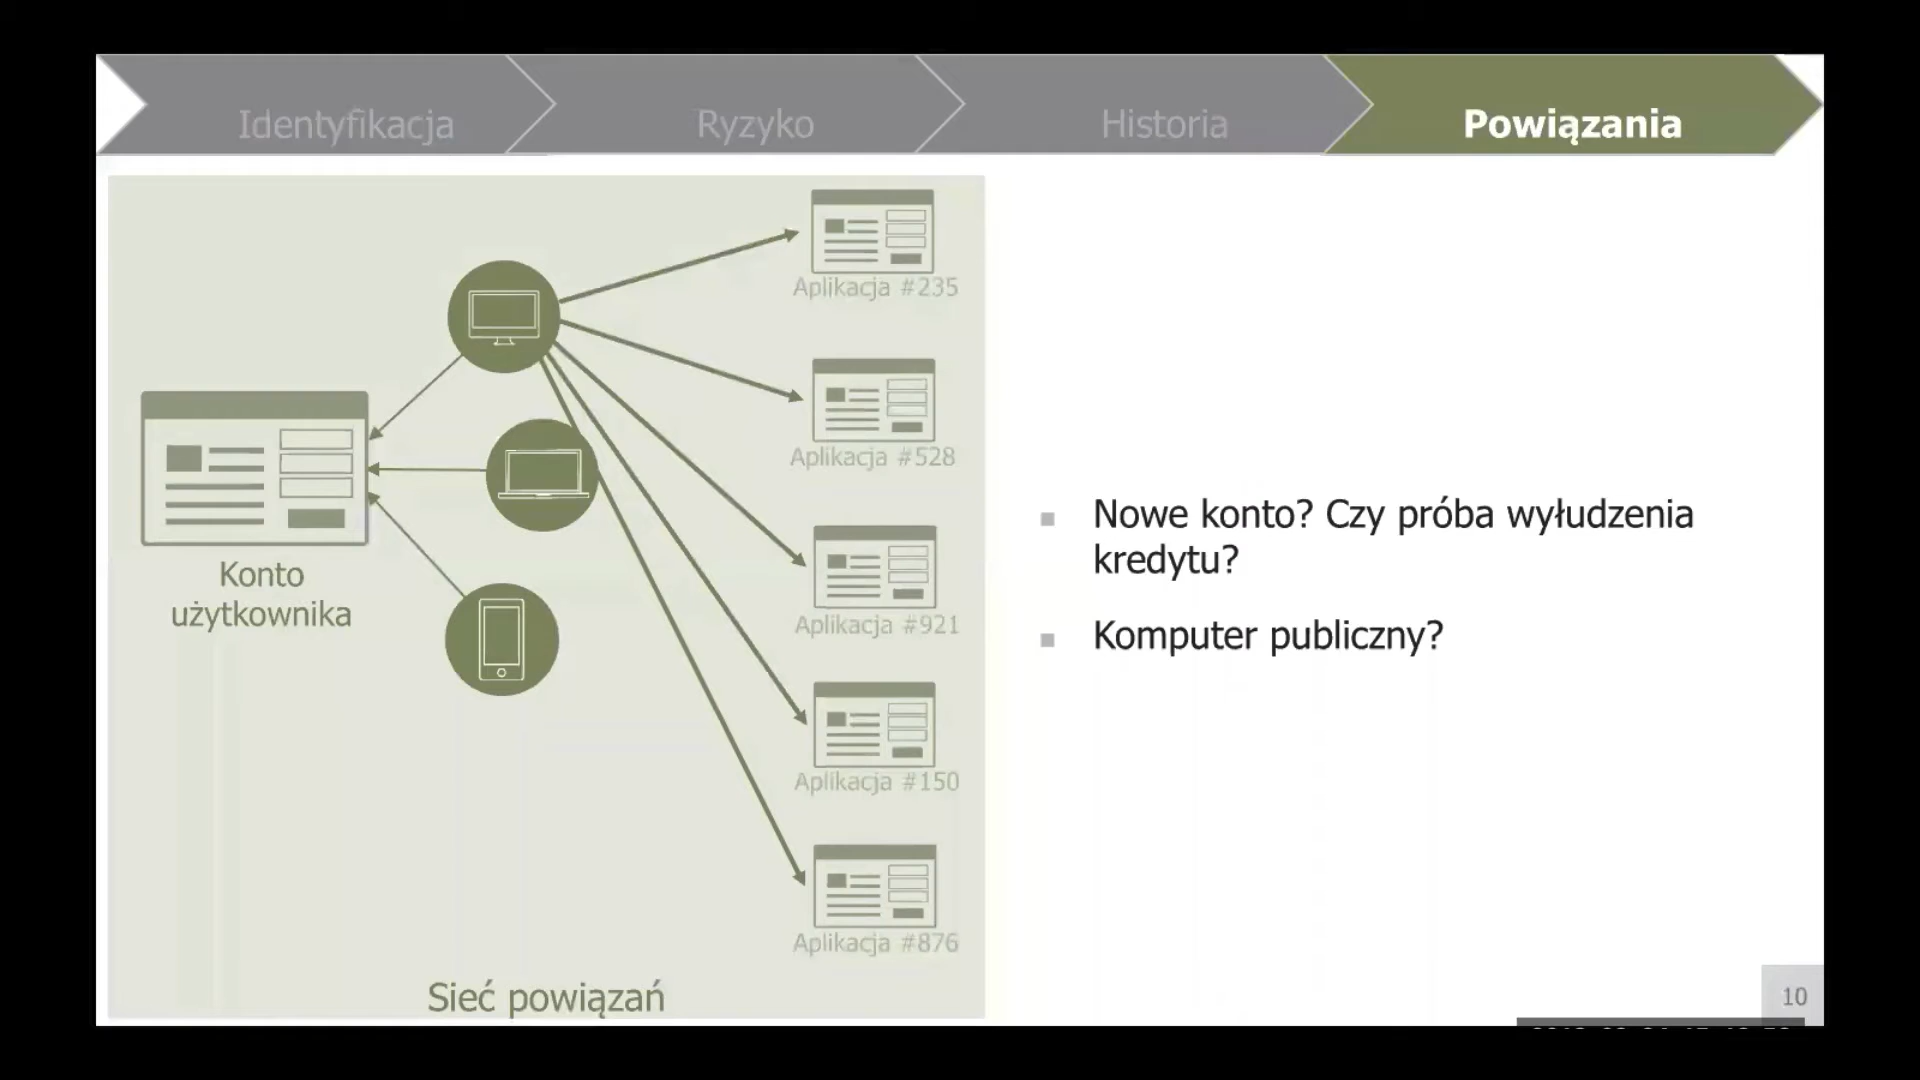 Identyfikacja
Ryzyko
Historia
Powiązania
Aplikacja #235
Aplikacja #528
Aplikacja #921
Aplikacja #150
Aplikacja #876
Konto
użytkownika
Sieć powiązań
Nowe konto? Czy próba wyłudzenia
kredytu?
Komputer publiczny?
10